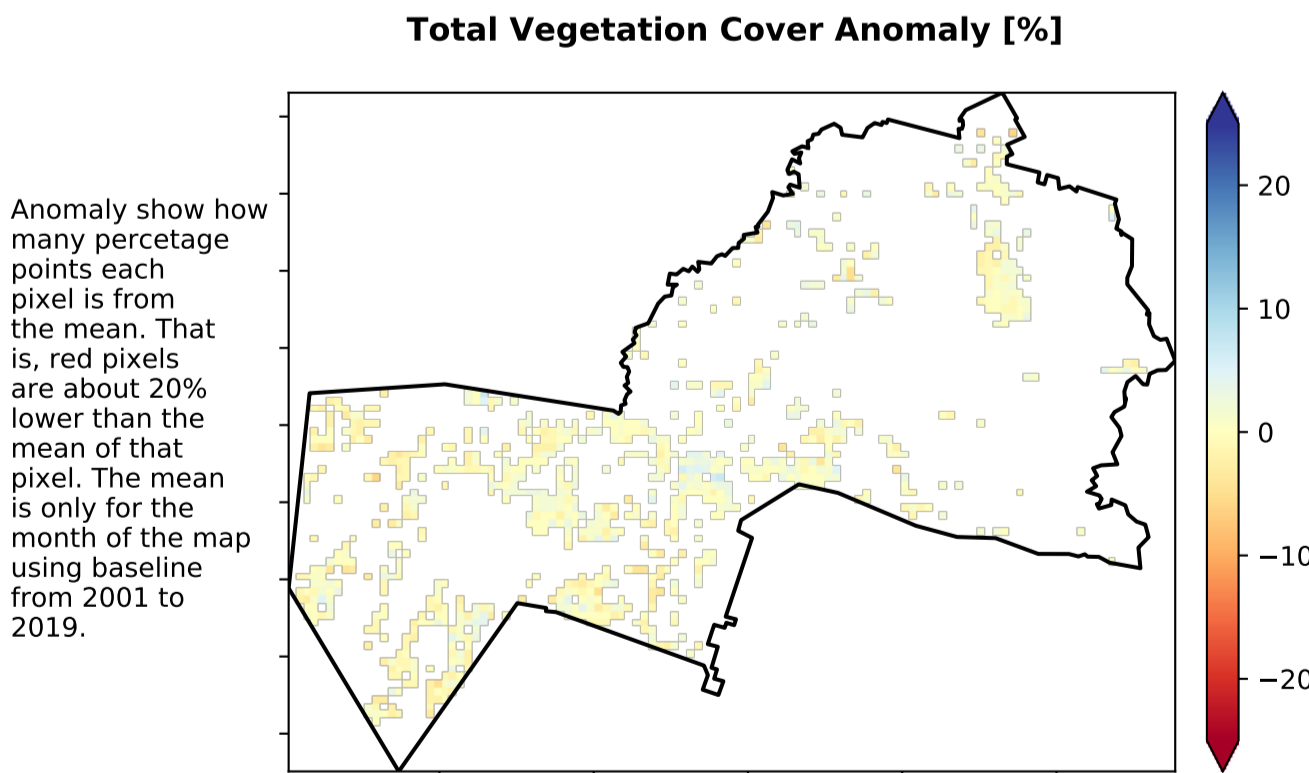 Total Vegetation Cover Anomaly [%]
Anomaly show how
many percetage
points each
pixel is from
the mean. That
is, red pixels
are about 20%
lower than the
mean of that
pixel. The mean
is only for the
month of the map
using baseline
from 2001 to
2019.
20
10
0
−10
−20